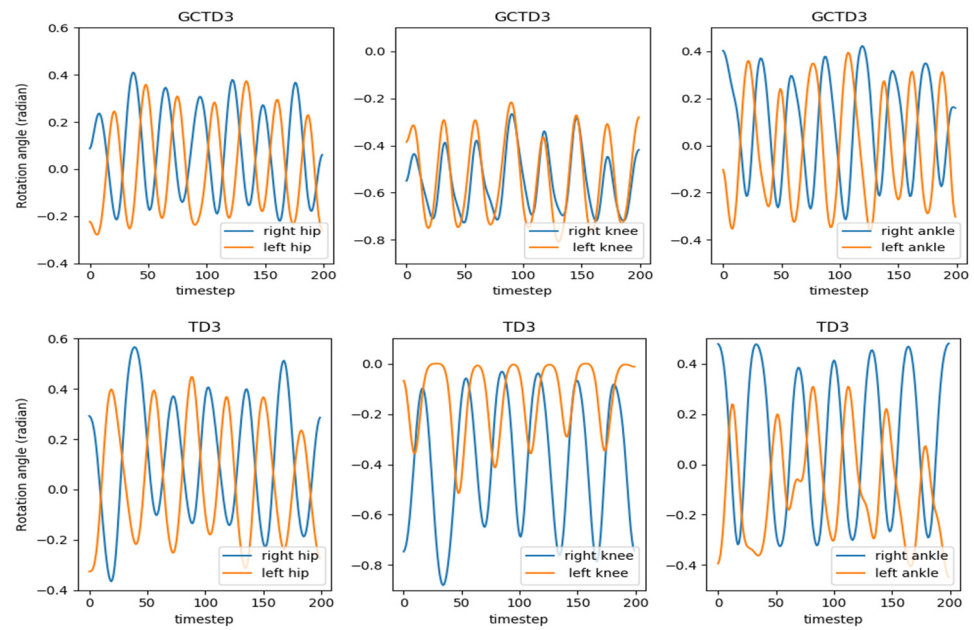 GCTD3 GCTD3 GCTD3
0.6
0.4
0.2
0.0
−0.2
−0.4
Rotation angle (radian)
right hip
left hip
0 50 100 150 200
timestep
0.0
−0.2
−0.4
−0.6
−0.8
right knee
left knee
0 50 100 150 200
timestep
0.4
0.2
0.0
−0.2
−0.4
right ankle
left ankle
0 50 100 150 200
timestep
TD3 TD3 TD3
0.6
0.4
0.2
0.0
−0.2
−0.4
Rotation angle (radian)
right hip
left hip
0 50 100 150 200
timestep
0.0
−0.2
−0.4
−0.6
−0.8
right knee
left knee
0 50 100 150 200
timestep
0.4
0.2
0.0
−0.2
−0.4
right ankle
left ankle
0 50 100 150 200
timestep